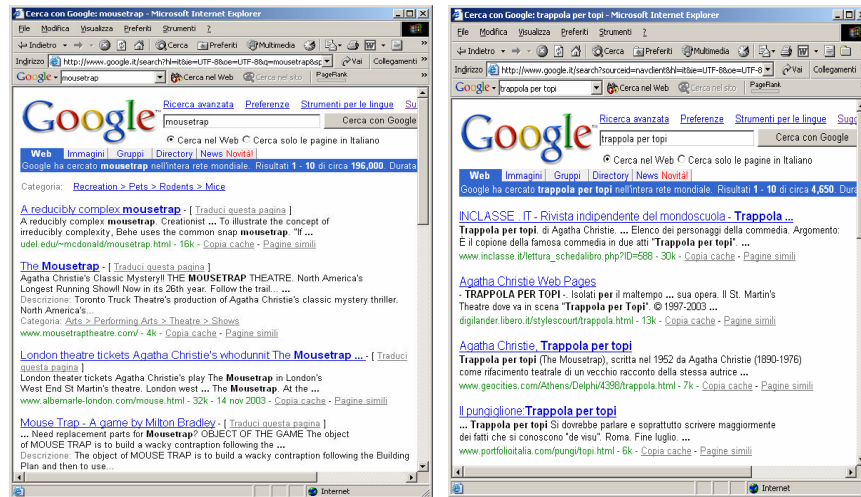 Cerca con Google: mousetrap - Microsoft Internet Explorer
File Modifica Visualizza Preferiti Strumenti ?
Indietro Cerca Preferiti Multimedia
Indirizzo http://www.google.it/search?hl=it&ie=UTF-8&oe=UTF-8&q=mousetrap&sp Vai Collegamenti »
Google mousetrap Cerca nel Web Cerca nel sito PageRank »
Ricerca avanzata Preferenze Strumenti per le lingue Su
Google™ mousetrap Cerca con Google
Cerca nel Web Cerca solo le pagine in Italiano
Web Immagini Gruppi Directory News Novità!
Google ha cercato mousetrap nell'intera rete mondiale. Risultati 1 - 10 di circa 196,000. Durata
Categoria: Recreation > Pets > Rodents > Mice
A reducibly complex mousetrap - [ Traduci questa pagina ]
A reducibly complex mousetrap. Creationist ... To illustrate the concept of
irreducibly complexity, Behe uses the common snap mousetrap. "If ...
udel.edu/~mcdonald/mousetrap.html - 16k - Copia cache - Pagine simili
The Mousetrap - [ Traduci questa pagina ]
Agatha Christie's Classic Mystery!! THE MOUSETRAP THEATRE. North America's
Longest Running Show!! Now in its 26th year. Follow the trail... ...
Descrizione: Toronto Truck Theatre's production of Agatha Christie's classic mystery thriller.
North America's...
Categoria: Arts > Performing Arts > Theatre > Shows
www.mousetraptheatre.com/ - 4k - Copia cache - Pagine simili
London theatre tickets Agatha Christie's whodunnit The Mousetrap ... - [ Traduci
questa pagina ]
London theater tickets Agatha Christie's play The Mousetrap in London's
West End St Martin's theatre. London west ... The Mousetrap. At the ...
www.albemarle-london.com/mouse.html - 32k - 14 nov 2003 - Copia cache - Pagine simili
Mouse Trap - A game by Milton Bradley - [ Traduci questa pagina ]
... Need replacement parts for Mousetrap? OBJECT OF THE GAME The object
of MOUSE TRAP is to build a wacky contraption following the ...
Descrizione: The object of MOUSE TRAP is to build a wacky contraption following the Building
Plan and then to use...
Internet
Cerca con Google: trappola per topi - Microsoft Internet Explorer
File Modifica Visualizza Preferiti Strumenti ?
Indietro Cerca Preferiti Multimedia
Indirizzo http://www.google.it/search?sourceid=navclient&hl=it&ie=UTF-8&oe=UTF-8 Vai Collegamenti
Google trappola per topi Cerca nel Web Cerca nel sito PageRank
Ricerca avanzata Preferenze Strumenti per le lingue Sugg
Google™ trappola per topi Cerca con Google
Cerca nel Web Cerca solo le pagine in Italiano
Web Immagini Gruppi Directory News Novità!
Google ha cercato trappola per topi nell'intera rete mondiale. Risultati 1 - 10 di circa 4,650. Dura
INCLASSE . IT - Rivista indipendente del mondoscuola - Trappola ...
Trappola per topi. di Agatha Christie. ... Elenco dei personaggi della commedia. Argomento:
È il copione della famosa commedia in due atti "Trappola per topi". ...
www.inclasse.it/lettura_schedalibro.php?ID=588 - 30k - Copia cache - Pagine simili
Agatha Christie Web Pages
- TRAPPOLA PER TOPI -. Isolati per il maltempo ... sua opera. Il St. Martin's
Theatre dove va in scena "Trappola per Topi". © 1997-2003 ...
digilander.libero.it/stylescourt/trappola.html - 13k - Copia cache - Pagine simili
Agatha Christie, Trappola per topi
Trappola per topi (The Mousetrap), scritta nel 1952 da Agatha Christie (1890-1976)
come rifacimento teatrale di un vecchio racconto della stessa autrice ...
www.geocities.com/Athens/Delphi/4398/trappola.html - 7k - Copia cache - Pagine simili
Il pungiglione:Trappola per topi
... Trappola per topi Si dovrebbe parlare e soprattutto scrivere maggiormente
dei fatti che si conoscono "de visu". Roma. Fine luglio. ...
www.portfolioitalia.com/pungi/topi.html - 6k - Copia cache - Pagine simili
Internet